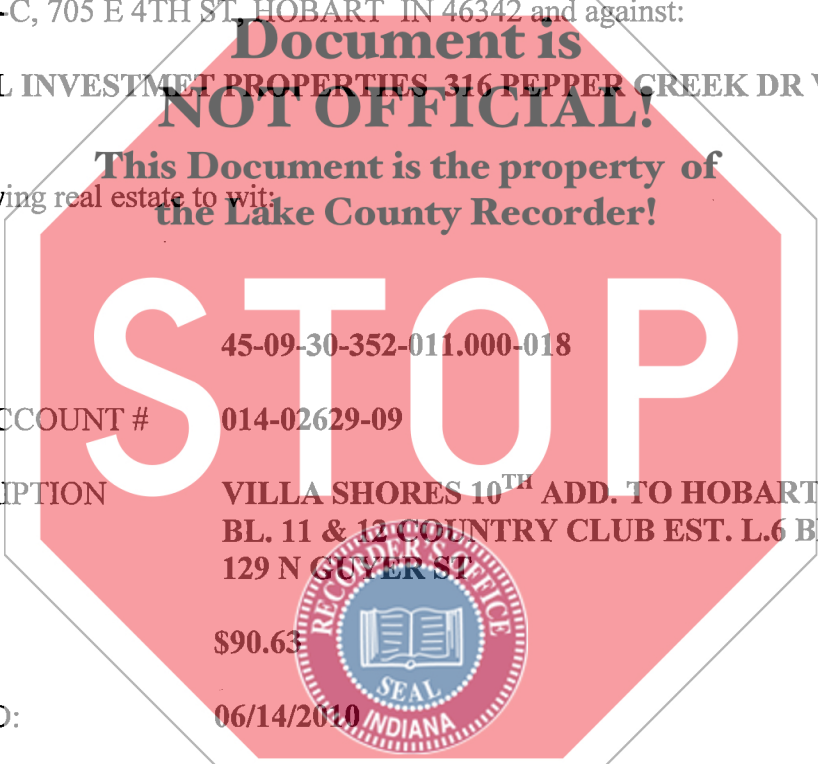 -C, 705 E 4TH ST, HOBART IN 46342 and against:
Document is
L INVESTMET PROPERTIES 316 PEPPER CREEK DR V
NOT OFFICIAL!
This Document is the property of
ving real estate to wit:
the Lake County Recorder!
STOP
45-09-30-352-011.000-018
CCOUNT # 014-02629-09
IPTION VILLA SHORES 10TH ADD. TO HOBART
BL. 11 & 12 COUNTRY CLUB EST. L.6 B
129 N GUYER ST
RECORDER'S OFFICE
$90.63
SEAL
INDIANA
D: 06/14/2010